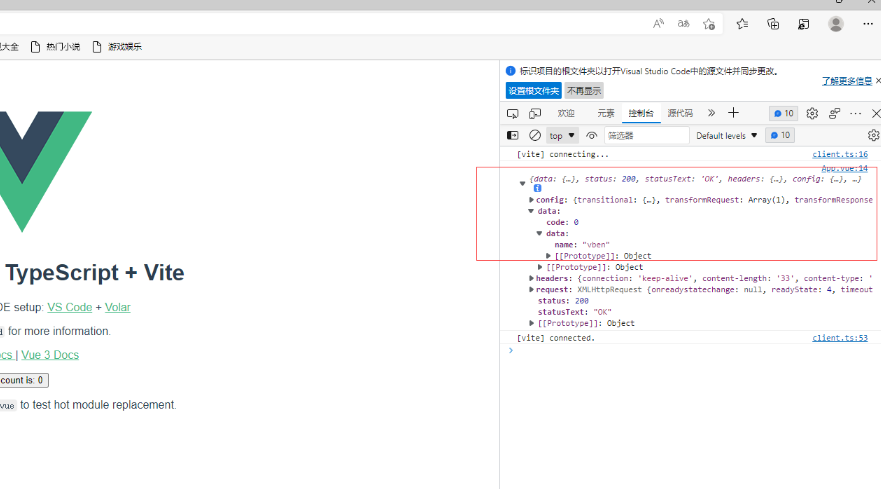 大全 热门小说 游戏娱乐
标识项目的根文件夹以打开Visual Studio Code中的源文件并同步更改。
了解更多信息
设置根文件夹 不再显示
欢迎 元素 控制台 源代码 10
top 筛选器 Default levels 10
[vite] connecting... client.ts:16
App.vue:14
{data: {…}, status: 200, statusText: 'OK', headers: {…}, config: {…}, …}
config: {transitional: {…}, transformRequest: Array(1), transformResponse
data:
code: 0
data:
name: "vben"
[[Prototype]]: Object
[[Prototype]]: Object
headers: {connection: 'keep-alive', content-length: '33', content-type: '
request: XMLHttpRequest {onreadystatechange: null, readyState: 4, timeout
status: 200
statusText: "OK"
[[Prototype]]: Object
[vite] connected. client.ts:53
TypeScript + Vite
DE setup: VS Code + Volar
for more information.
ocs | Vue 3 Docs
count is: 0
vue to test hot module replacement.